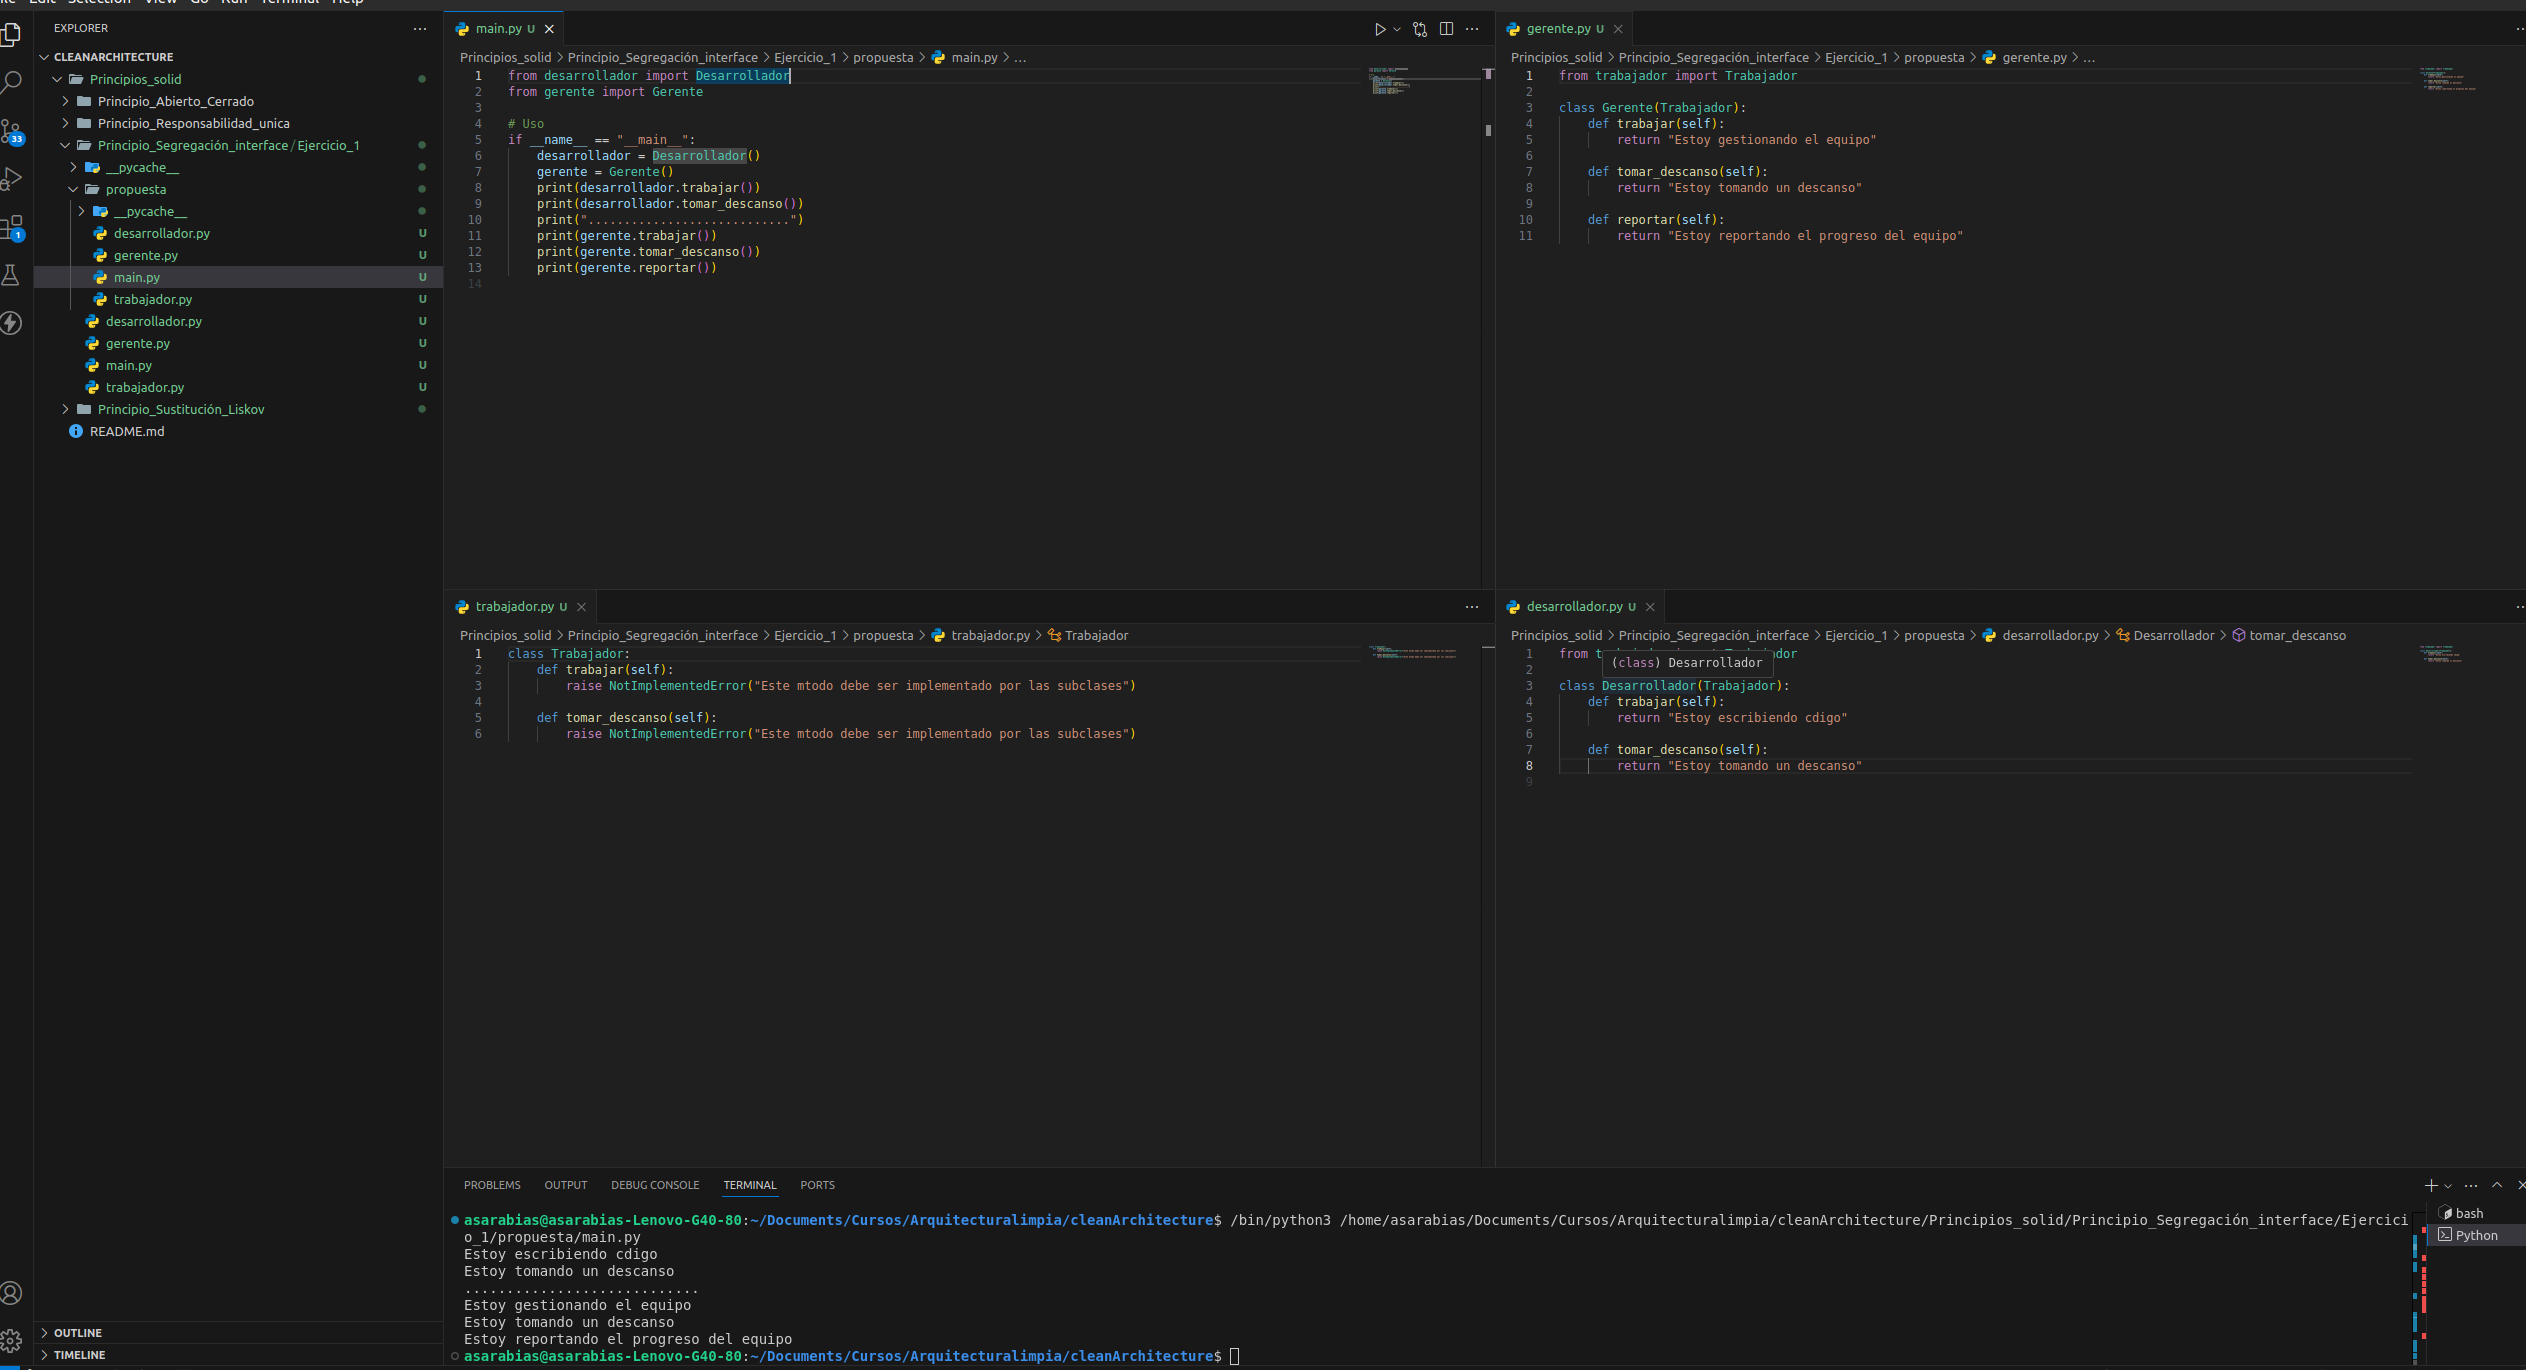 Edit Selection View Go Run Terminal Help
EXPLORER
CLEANARCHITECTURE
Principios_solid
Principio_Abierto_Cerrado
Principio_Responsabilidad_unica
Principio_Segregación_interface / Ejercicio_1
__pycache__
propuesta
__pycache__
desarrollador.py U
gerente.py U
main.py U
trabajador.py U
desarrollador.py U
gerente.py U
main.py U
trabajador.py U
Principio_Sustitución_Liskov
README.md
33
1
OUTLINE
TIMELINE
main.py U
Principios_solid > Principio_Segregación_interface > Ejercicio_1 > propuesta > main.py > ...
1 from desarrollador import Desarrollador
2 from gerente import Gerente
3
4 # Uso
5 if __name__ == "__main__":
6 desarrollador = Desarrollador()
7 gerente = Gerente()
8 print(desarrollador.trabajar())
9 print(desarrollador.tomar_descanso())
10 print("............................")
11 print(gerente.trabajar())
12 print(gerente.tomar_descanso())
13 print(gerente.reportar())
14
gerente.py U
Principios_solid > Principio_Segregación_interface > Ejercicio_1 > propuesta > gerente.py > ...
1 from trabajador import Trabajador
2
3 class Gerente(Trabajador):
4 def trabajar(self):
5 return "Estoy gestionando el equipo"
6
7 def tomar_descanso(self):
8 return "Estoy tomando un descanso"
9
10 def reportar(self):
11 return "Estoy reportando el progreso del equipo"
trabajador.py U
Principios_solid > Principio_Segregación_interface > Ejercicio_1 > propuesta > trabajador.py > Trabajador
1 class Trabajador:
2 def trabajar(self):
3 raise NotImplementedError("Este mtodo debe ser implementado por las subclases")
4
5 def tomar_descanso(self):
6 raise NotImplementedError("Este mtodo debe ser implementado por las subclases")
desarrollador.py U
Principios_solid > Principio_Segregación_interface > Ejercicio_1 > propuesta > desarrollador.py > Desarrollador > tomar_descanso
1 from
(class) Desarrollador
2
3 class Desarrollador(Trabajador):
4 def trabajar(self):
5 return "Estoy escribiendo cdigo"
6
7 def tomar_descanso(self):
8 return "Estoy tomando un descanso"
9
PROBLEMS OUTPUT DEBUG CONSOLE TERMINAL PORTS
asarabias@asarabias-Lenovo-G40-80:~/Documents/Cursos/Arquitecturalimpia/cleanArchitecture$ /bin/python3 /home/asarabias/Documents/Cursos/Arquitecturalimpia/cleanArchitecture/Principios_solid/Principio_Segregación_interface/Ejercici
o_1/propuesta/main.py
Estoy escribiendo cdigo
Estoy tomando un descanso
............................
Estoy gestionando el equipo
Estoy tomando un descanso
Estoy reportando el progreso del equipo
asarabias@asarabias-Lenovo-G40-80:~/Documents/Cursos/Arquitecturalimpia/cleanArchitecture$
bash
Python